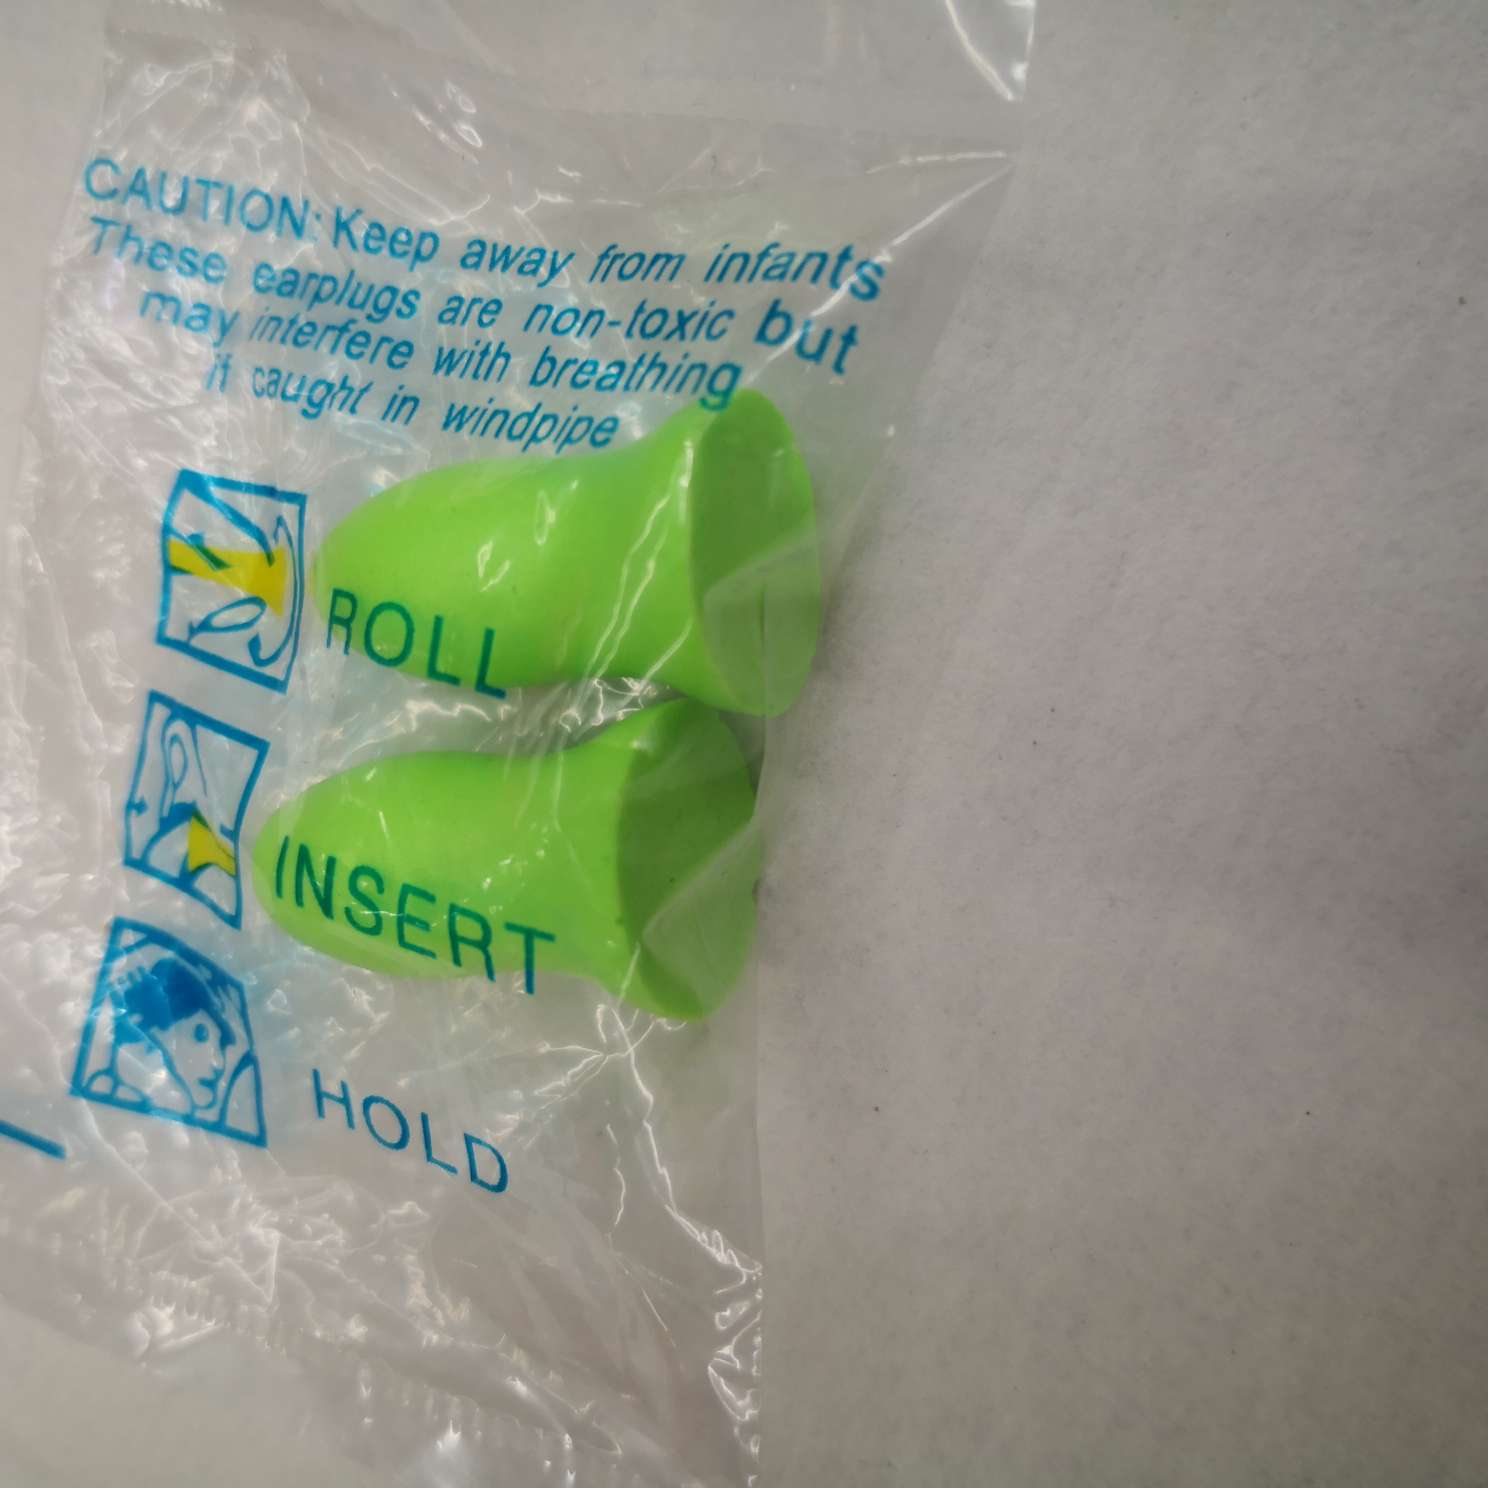 CAUTION: Keep away from infants
These earplugs are non-toxic but
may interfere with breathing
if caught in windpipe
ROLL
INSERT
HOLD